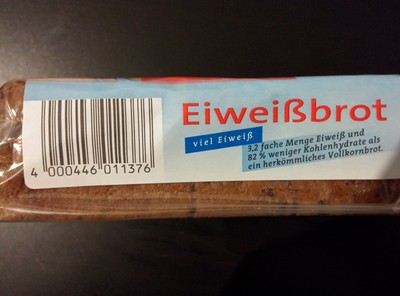 Eiweißbrot
viel Eiweiß
3,2 fache Menge Eiweiß und
82 % weniger Kohlenhydrate als
ein herkömmliches Vollkornbrot.
4 000446 011376